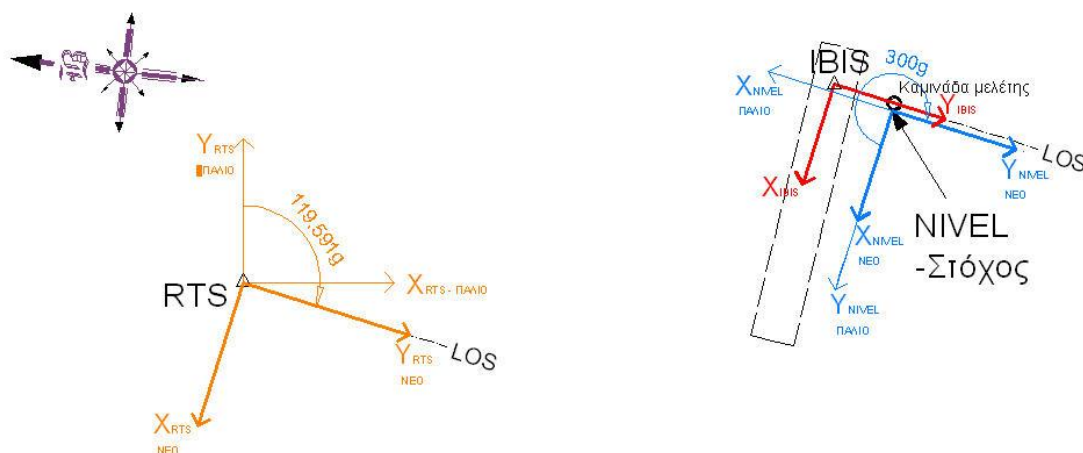 IBIS
300g
Καμινάδα μελέτης
X NIVEL
ΠΑΛΙΟ
Y IBIS
LOS
Y NIVEL
ΝΕΟ
X IBIS
X NIVEL
ΝΕΟ
NIVEL
-Στόχος
Y NIVEL
ΠΑΛΙΟ
Y RTS
ΠΑΛΙΟ
119.591g
RTS
X RTS - ΠΑΛΙΟ
Y RTS
ΝΕΟ
LOS
X RTS
ΝΕΟ